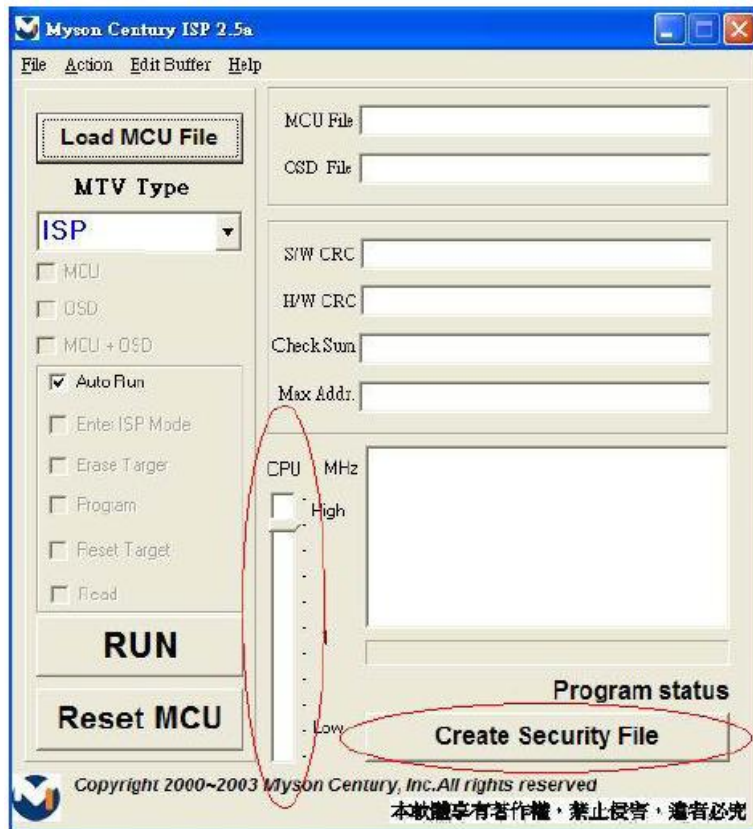 Myson Century ISP 2.5a
File Action Edit Buffer Help
Load MCU File
MTV Type
ISP
MCU
OSD
MCU + OSD
Auto Run
Enter ISP Mode
Erase Targer
Program
Reset Target
Read
RUN
Reset MCU
MCU File
OSD File
S/W CRC
H/W CRC
Check Sum
Max Addr.
CPU MHz
High
Low
Program status
Create Security File
Copyright 2000~2003 Myson Century, Inc.All rights reserved
本軟體享有著作權，禁止侵害，違者必究